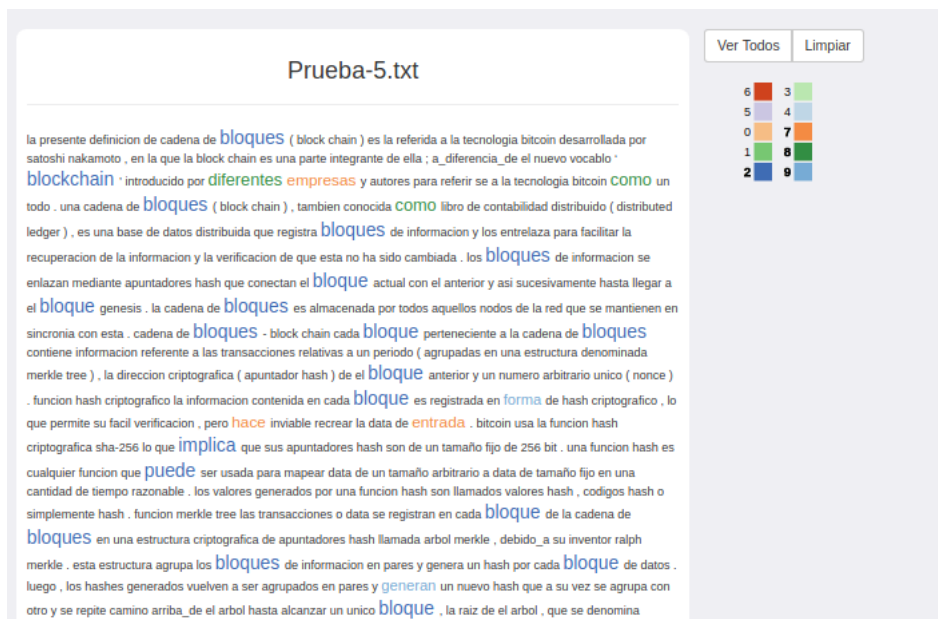 Prueba-5.txt
Ver Todos Limpiar
6 3
5 4
0 7
1 8
2 9
la presente definicion de cadena de bloques ( block chain ) es la referida a la tecnologia bitcoin desarrollada por
satoshi nakamoto , en la que la block chain es una parte integrante de ella ; a_diferencia_de el nuevo vocablo '
blockchain ' introducido por diferentes empresas y autores para referir se a la tecnologia bitcoin como un
todo . una cadena de bloques ( block chain ) , tambien conocida como libro de contabilidad distribuido ( distributed
ledger ) , es una base de datos distribuida que registra bloques de informacion y los entrelaza para facilitar la
recuperacion de la informacion y la verificacion de que esta no ha sido cambiada . los bloques de informacion se
enlazan mediante apuntadores hash que conectan el bloque actual con el anterior y asi sucesivamente hasta llegar a
el bloque genesis . la cadena de bloques es almacenada por todos aquellos nodos de la red que se mantienen en
sincronia con esta . cadena de bloques - block chain cada bloque perteneciente a la cadena de bloques
contiene informacion referente a las transacciones relativas a un periodo ( agrupadas en una estructura denominada
merkle tree ) , la direccion criptografica ( apuntador hash ) de el bloque anterior y un numero arbitrario unico ( nonce )
. funcion hash criptografico la informacion contenida en cada bloque es registrada en forma de hash criptografico , lo
que permite su facil verificacion , pero hace inviable recrear la data de entrada . bitcoin usa la funcion hash
criptografica sha-256 lo que implica que sus apuntadores hash son de un tamaño fijo de 256 bit . una funcion hash es
cualquier funcion que puede ser usada para mapear data de un tamaño arbitrario a data de tamaño fijo en una
cantidad de tiempo razonable . los valores generados por una funcion hash son llamados valores hash , codigos hash o
simplemente hash . funcion merkle tree las transacciones o data se registran en cada bloque de la cadena de
bloques en una estructura criptografica de apuntadores hash llamada arbol merkle , debido_a su inventor ralph
merkle . esta estructura agrupa los bloques de informacion en pares y genera un hash por cada bloque de datos .
luego , los hashes generados vuelven a ser agrupados en pares y generan un nuevo hash que a su vez se agrupa con
otro y se repite camino arriba_de el arbol hasta alcanzar un unico bloque , la raiz de el arbol , que se denomina